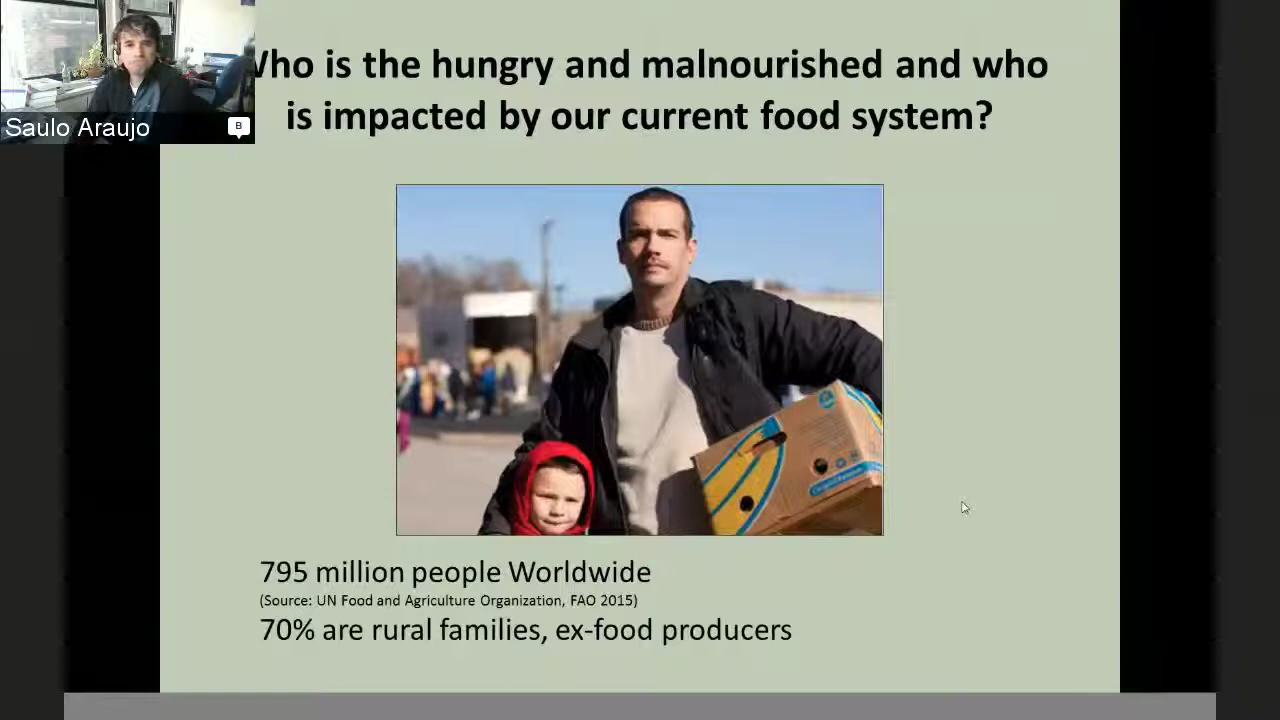 Who is the hungry and malnourished and who
is impacted by our current food system?
Saulo Araujo
B
795 million people Worldwide
(Source: UN Food and Agriculture Organization, FAO 2015)
70% are rural families, ex-food producers